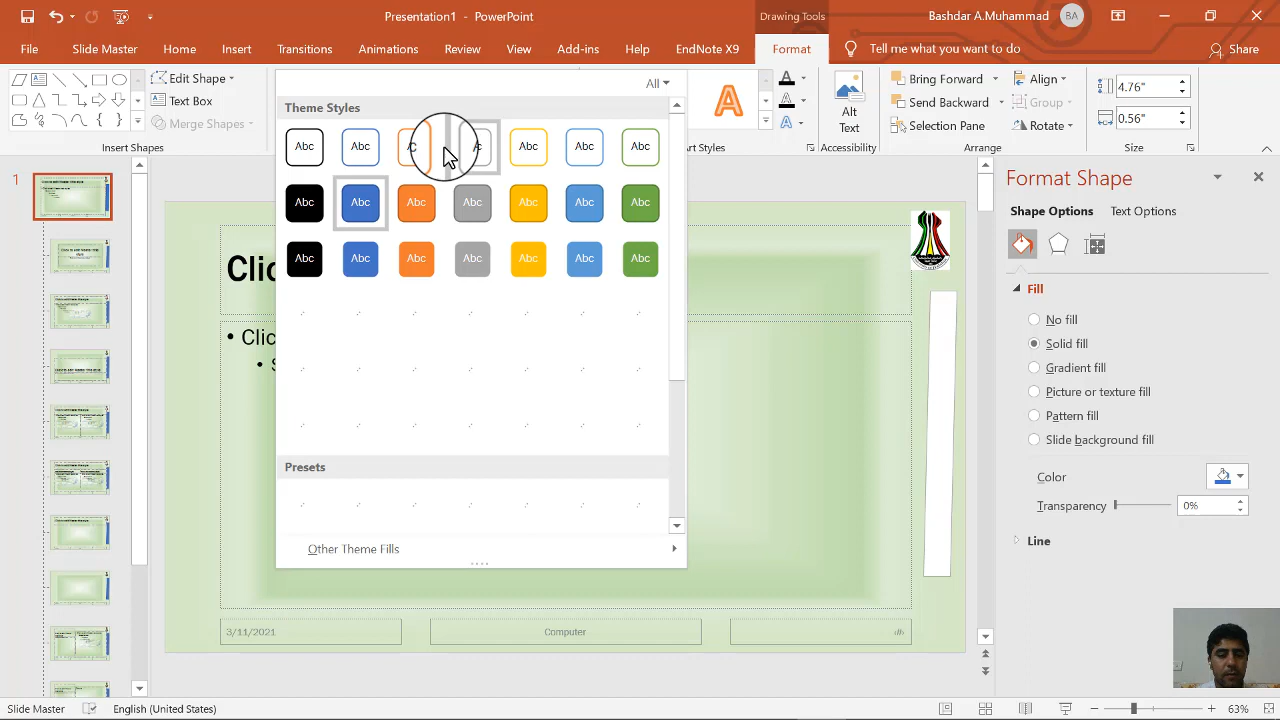 Presentation1 - PowerPoint
Drawing Tools
Bashdar A.Muhammad
BA
File
Slide Master
Home
Insert
Transitions
Animations
Review
View
Add-ins
Help
EndNote X9
Format
Tell me what you want to do
Share
Edit Shape
Text Box
Merge Shapes
Insert Shapes
All
Theme Styles
Abc Abc C A Abc Abc Abc
Abc Abc Abc Abc Abc Abc Abc
Abc Abc Abc Abc Abc Abc Abc
Presets
Other Theme Fills
A
Art Styles
Alt
Text
Bring Forward
Send Backward
Selection Pane
Align
Group
Rotate
Arrange
4.76"
0.56"
Size
1
Clic
• Clic
3/11/2021
Computer
Format Shape
Shape Options
Text Options
Fill
No fill
Solid fill
Gradient fill
Picture or texture fill
Pattern fill
Slide background fill
Color
Transparency
0%
Line
Slide Master
English (United States)
63%